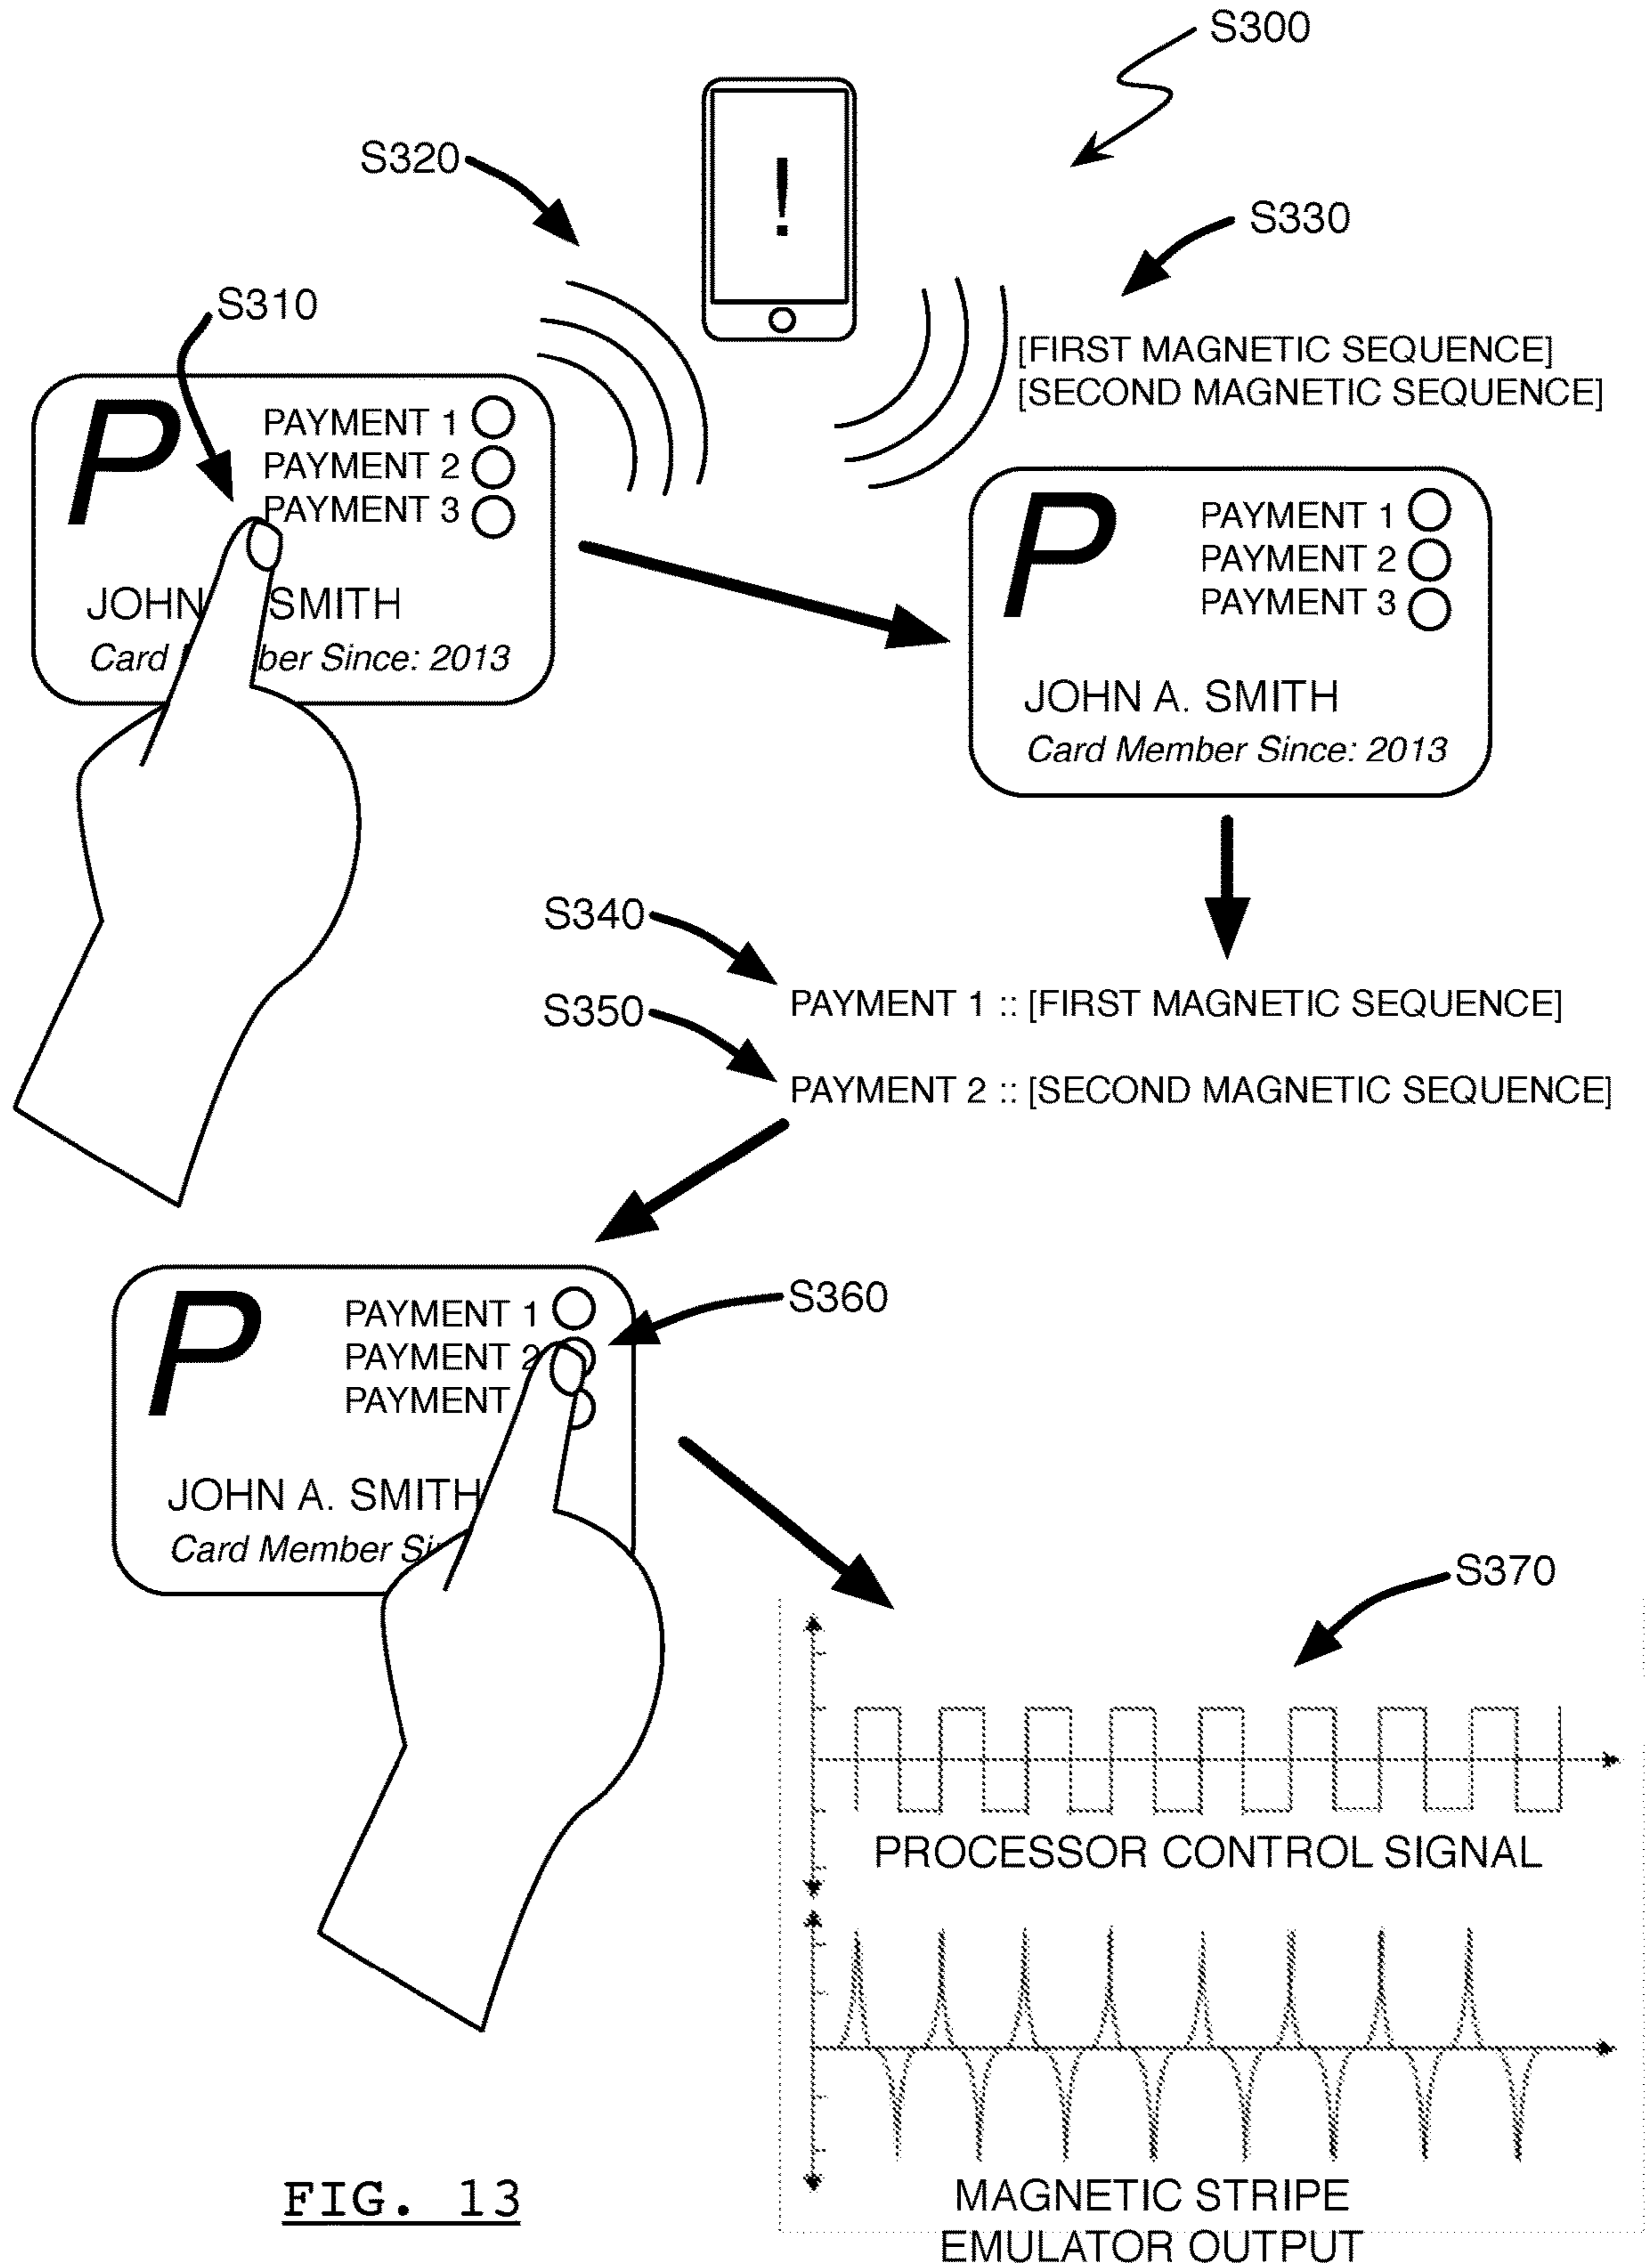 S300
S320
!
S330
S310
[FIRST MAGNETIC SEQUENCE]
[SECOND MAGNETIC SEQUENCE]
P
PAYMENT 1
PAYMENT 2
PAYMENT 3
JOHN SMITH
Card ber Since: 2013
P
PAYMENT 1
PAYMENT 2
PAYMENT 3
JOHN A. SMITH
Card Member Since: 2013
S340
PAYMENT 1 :: [FIRST MAGNETIC SEQUENCE]
S350
PAYMENT 2 :: [SECOND MAGNETIC SEQUENCE]
S360
P
PAYMENT 1
PAYMENT 2
PAYMENT
JOHN A. SMITH
Card Member Si
S370
PROCESSOR CONTROL SIGNAL
MAGNETIC STRIPE
EMULATOR OUTPUT
FIG. 13